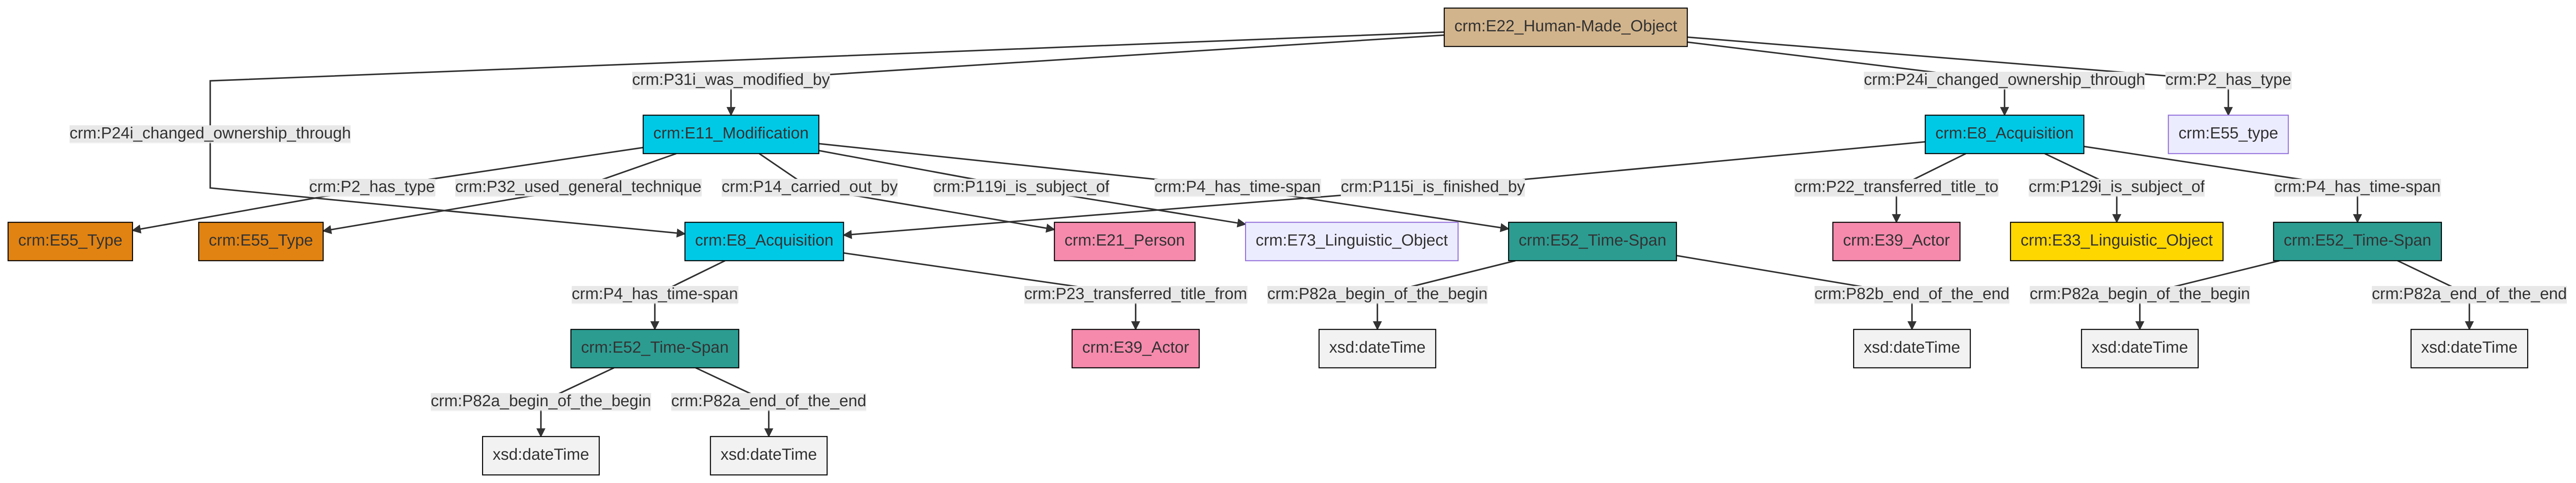 crm:E22_Human-Made_Object
crm:P31i_was_modified_by
crm:P24i_changed_ownership_through
crm:P2_has_type
crm:P24i_changed_ownership_through
crm:E11_Modification
crm:E8_Acquisition
crm:E55_type
crm:P2_has_type
crm:P32_used_general_technique
crm:P14_carried_out_by
crm:P119i_is_subject_of
crm:P4_has_time-span
crm:P115i_is_finished_by
crm:P22_transferred_title_to
crm:P129i_is_subject_of
crm:P4_has_time-span
crm:E55_Type
crm:E55_Type
crm:E8_Acquisition
crm:E21_Person
crm:E73_Linguistic_Object
crm:E52_Time-Span
crm:E39_Actor
crm:E33_Linguistic_Object
crm:E52_Time-Span
crm:P4_has_time-span
crm:P23_transferred_title_from
crm:P82a_begin_of_the_begin
crm:P82b_end_of_the_end
crm:P82a_begin_of_the_begin
crm:P82a_end_of_the_end
crm:E52_Time-Span
crm:E39_Actor
xsd:dateTime
xsd:dateTime
xsd:dateTime
xsd:dateTime
crm:P82a_begin_of_the_begin
crm:P82a_end_of_the_end
xsd:dateTime
xsd:dateTime